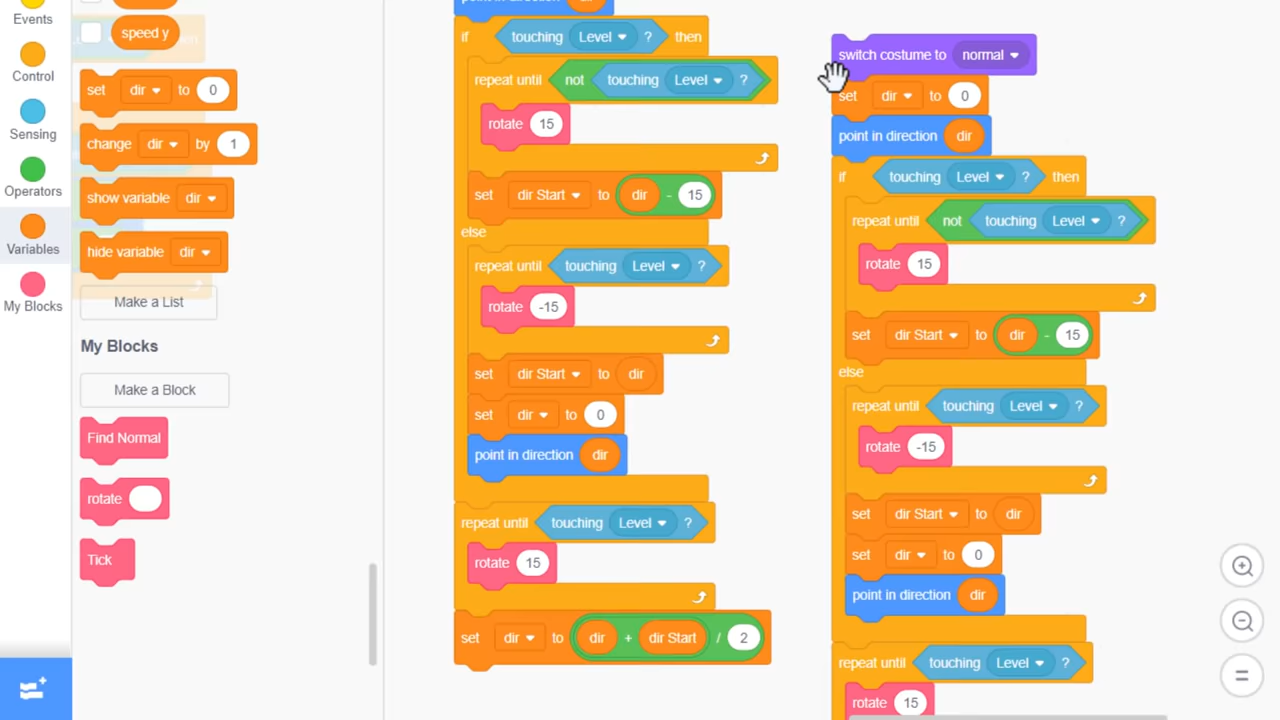 Events
Control
Sensing
Operators
Variables
My Blocks
speed y
set dir to 0
change dir by 1
show variable dir
hide variable dir
Make a List
My Blocks
Make a Block
Find Normal
rotate
Tick
point in direction dir
if touching Level ? then
repeat until not touching Level ?
rotate 15
set dir Start to dir - 15
else
repeat until touching Level ?
rotate -15
set dir Start to dir
set dir to 0
point in direction dir
repeat until touching Level ?
rotate 15
set dir to dir + dir Start / 2
switch costume to normal
set dir to 0
point in direction dir
if touching Level ? then
repeat until not touching Level ?
rotate 15
set dir Start to dir - 15
else
repeat until touching Level ?
rotate -15
set dir Start to dir
set dir to 0
point in direction dir
repeat until touching Level ?
rotate 15